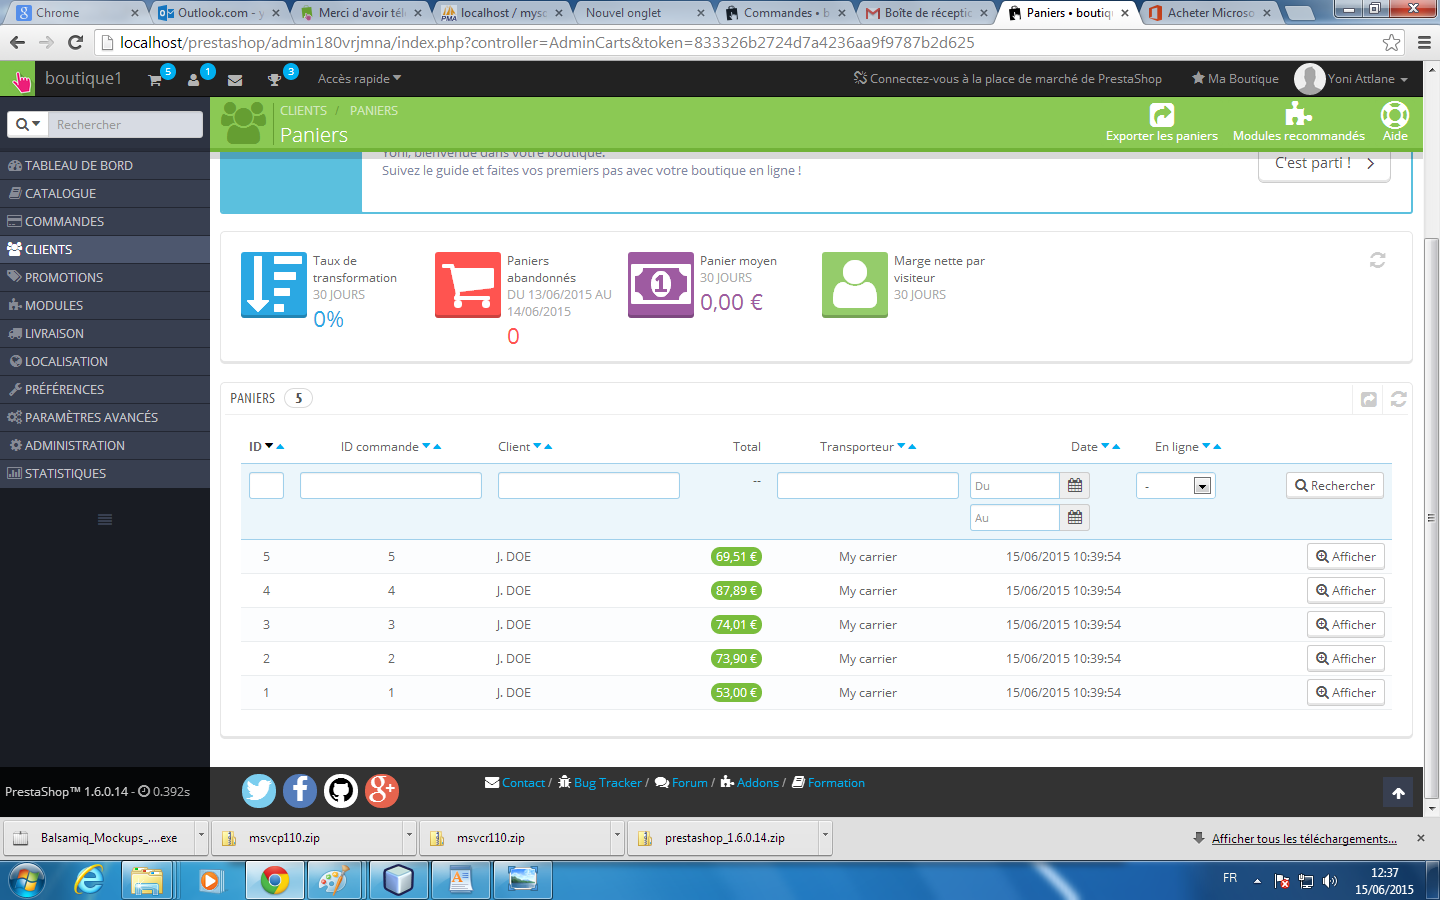 Chrome
Outlook.com - y
Merci d'avoir télé
localhost / mysc
Nouvel onglet
Commandes • b
Boîte de réceptic
Paniers • boutiqu
Acheter Microso
localhost/prestashop/admin180vrjmna/index.php?controller=AdminCarts&token=833326b2724d7a4236aa9f9787b2d625
boutique1
5
1
3
Accès rapide
Connectez-vous à la place de marché de PrestaShop
Ma Boutique
Yoni Attlane
Rechercher
CLIENTS / PANIERS
Paniers
Exporter les paniers
Modules recommandés
Aide
TABLEAU DE BORD
CATALOGUE
COMMANDES
CLIENTS
PROMOTIONS
MODULES
LIVRAISON
LOCALISATION
PRÉFÉRENCES
PARAMÈTRES AVANCÉS
ADMINISTRATION
STATISTIQUES
Yoni, bienvenue dans votre boutique.
Suivez le guide et faites vos premiers pas avec votre boutique en ligne !
C'est parti !
Taux de
transformation
30 JOURS
0%
Paniers
abandonnés
DU 13/06/2015 AU
14/06/2015
0
Panier moyen
30 JOURS
0,00 €
Marge nette par
visiteur
30 JOURS
PANIERS 5
ID ID commande Client Total Transporteur Date En ligne
-- Du - Rechercher
Au
5 5 J. DOE 69,51 € My carrier 15/06/2015 10:39:54 Afficher
4 4 J. DOE 87,89 € My carrier 15/06/2015 10:39:54 Afficher
3 3 J. DOE 74,01 € My carrier 15/06/2015 10:39:54 Afficher
2 2 J. DOE 73,90 € My carrier 15/06/2015 10:39:54 Afficher
1 1 J. DOE 53,00 € My carrier 15/06/2015 10:39:54 Afficher
PrestaShop™ 1.6.0.14 - 0.392s
Contact / Bug Tracker / Forum / Addons / Formation
Balsamiq_Mockups_....exe
msvcp110.zip
msvcr110.zip
prestashop_1.6.0.14.zip
Afficher tous les téléchargements...
FR
12:37
15/06/2015